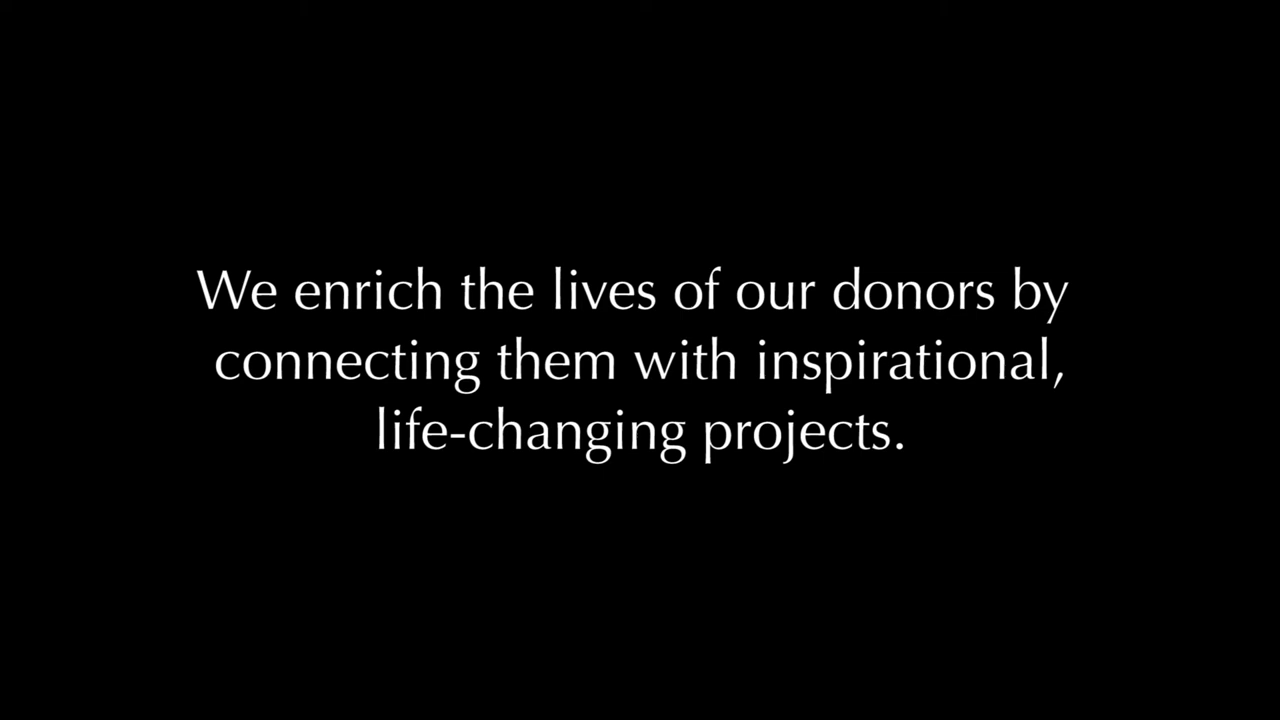 We enrich the lives of our donors by
connecting them with inspirational,
life-changing projects.